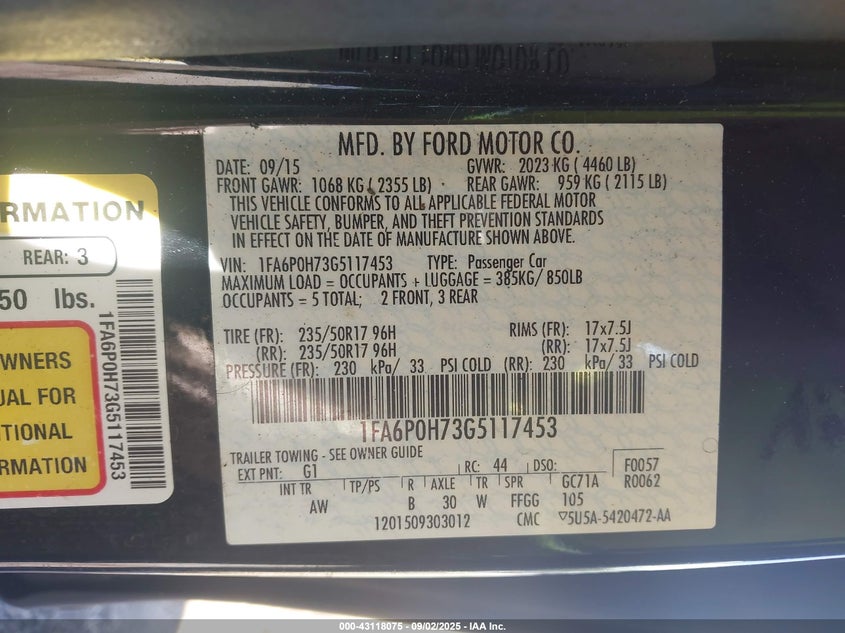 MFD. BY FORD MOTOR CO.
DATE: 09/15 GVWR: 2023 KG ( 4460 LB)
FRONT GAWR: 1068 KG ( 2355 LB) REAR GAWR: 959 KG ( 2115 LB)
THIS VEHICLE CONFORMS TO ALL APPLICABLE FEDERAL MOTOR
VEHICLE SAFETY, BUMPER, AND THEFT PREVENTION STANDARDS
IN EFFECT ON THE DATE OF MANUFACTURE SHOWN ABOVE.
VIN: 1FA6P0H73G5117453 TYPE: Passenger Car
MAXIMUM LOAD = OCCUPANTS + LUGGAGE = 385KG/ 850LB
OCCUPANTS = 5 TOTAL; 2 FRONT, 3 REAR
TIRE (FR): 235/50R17 96H RIMS (FR): 17x7.5J
(RR): 235/50R17 96H (RR): 17x7.5J
PRESSURE (FR): 230 kPa/ 33 PSI COLD (RR): 230 kPa/ 33 PSI COLD
1FA6P0H73G5117453
TRAILER TOWING - SEE OWNER GUIDE
EXT PNT: G1 RC: 44 DSO: F0057
R0062
INT TR TP/PS R AXLE TR SPR GC71A
AW B 30 W FFGG 105
1201509303012 CMC ▽5U5A-5420472-AA
RMATION
REAR: 3
50 lbs.
WNERS
UAL FOR
ITIONAL
ORMATION
1FA6P0H73G5117453
000-43118075 - 09/02/2025 - IAA Inc.